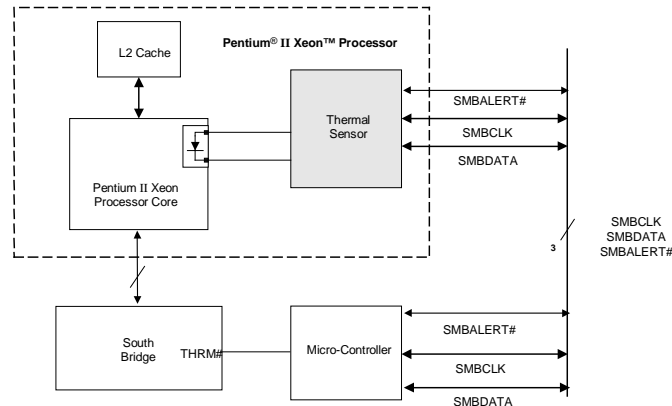 Pentium® II Xeon™ Processor
L2 Cache
Thermal
Sensor
SMBALERT#
SMBCLK
SMBDATA
Pentium II Xeon
Processor Core
3
SMBCLK
SMBDATA
SMBALERT#
South
Bridge
THRM#
Micro-Controller
SMBALERT#
SMBCLK
SMBDATA